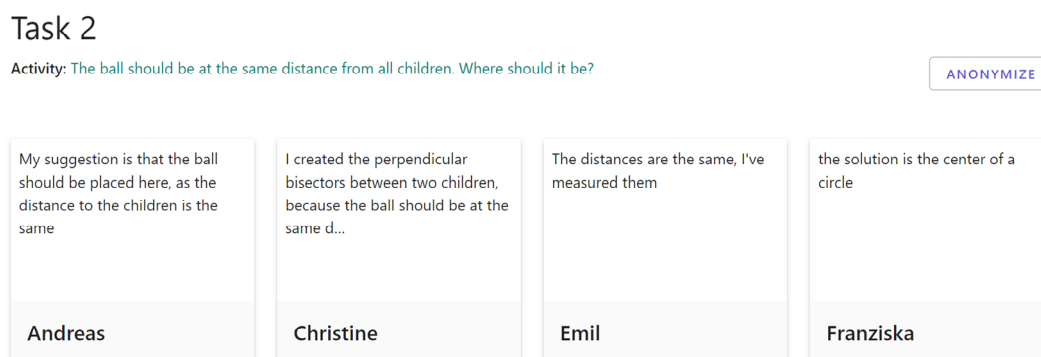 Task 2
Activity: The ball should be at the same distance from all children. Where should it be?
ANONYMIZE
My suggestion is that the ball
should be placed here, as the
distance to the children is the
same
I created the perpendicular
bisectors between two children,
because the ball should be at the
same d...
The distances are the same, I've
measured them
the solution is the center of a
circle
Andreas
Christine
Emil
Franziska